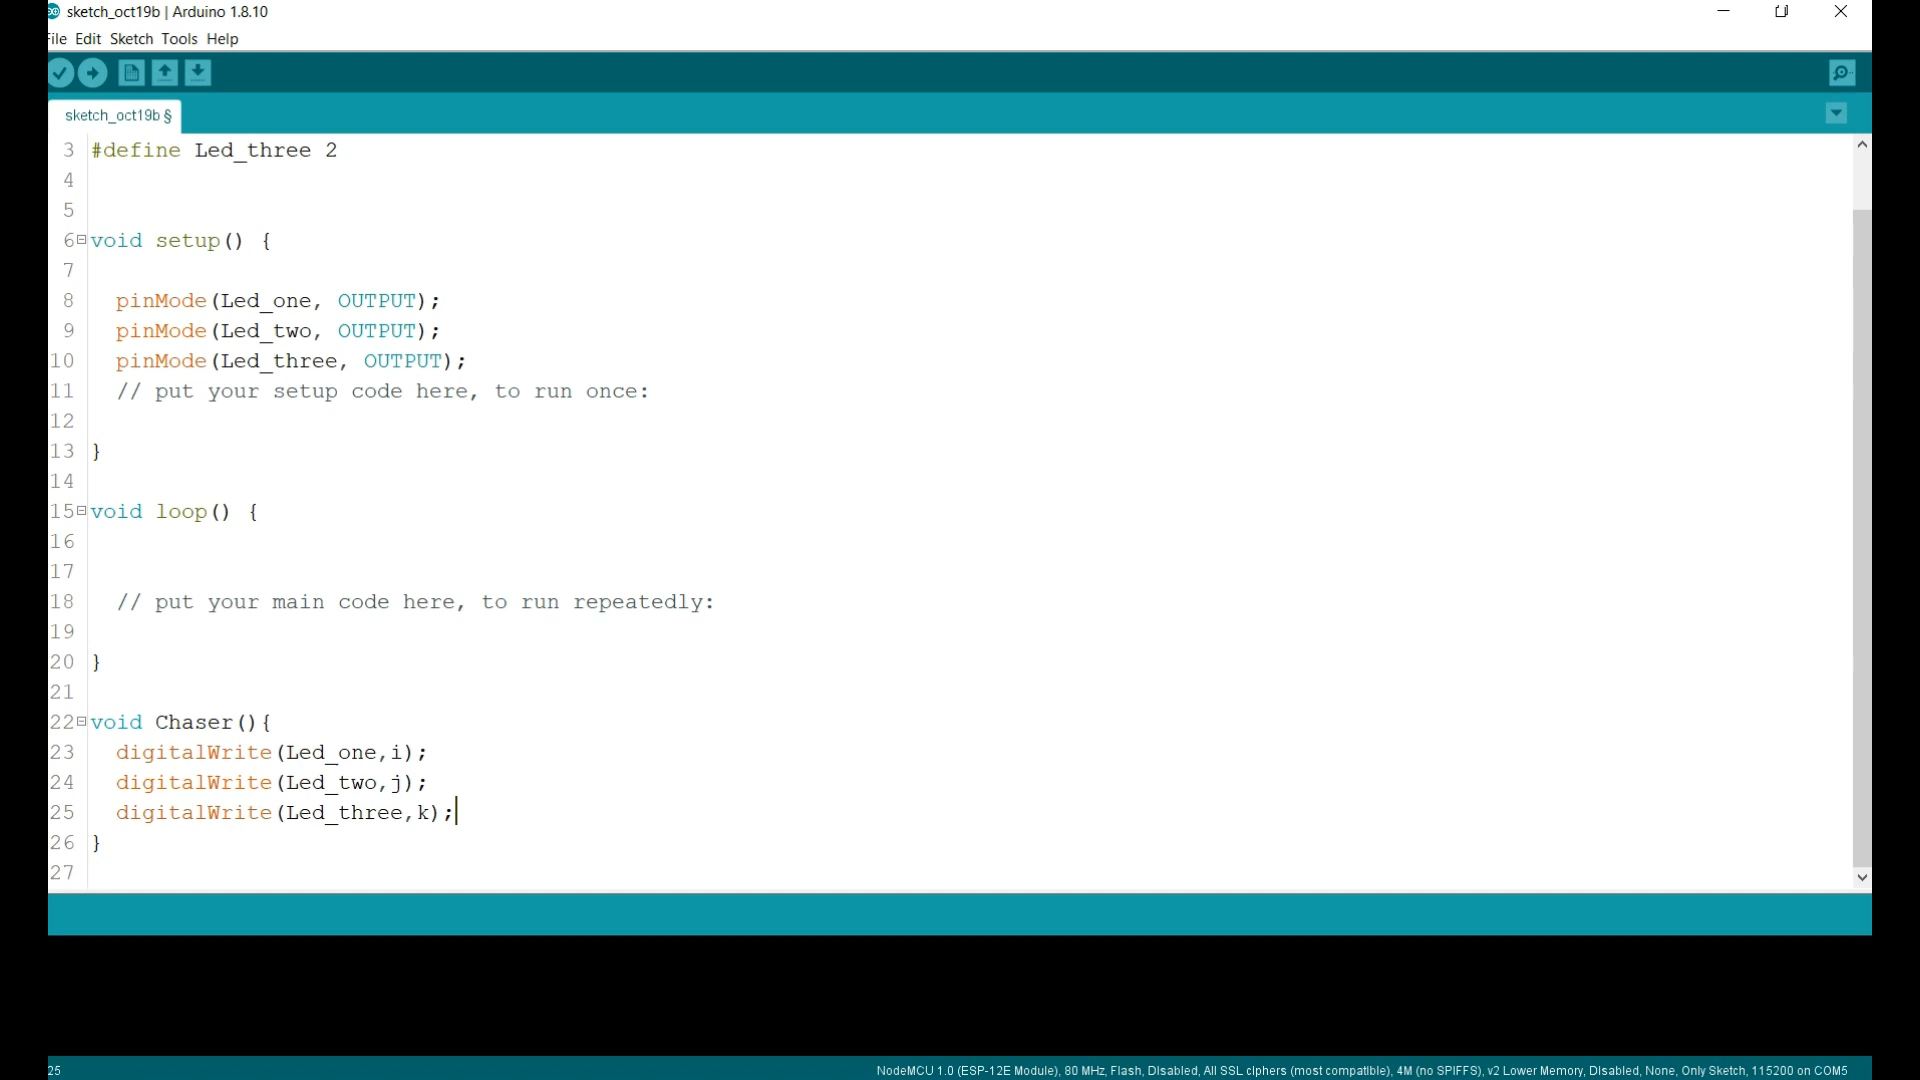 sketch_oct19b | Arduino 1.8.10
File Edit Sketch Tools Help
sketch_oct19b §
3 #define Led_three 2
4
5
6 void setup() {
7
8 pinMode(Led_one, OUTPUT);
9 pinMode(Led_two, OUTPUT);
10 pinMode(Led_three, OUTPUT);
11 // put your setup code here, to run once:
12
13 }
14
15 void loop() {
16
17
18 // put your main code here, to run repeatedly:
19
20 }
21
22 void Chaser(){
23 digitalWrite(Led_one,i);
24 digitalWrite(Led_two,j);
25 digitalWrite(Led_three,k);
26 }
27
25 NodeMCU 1.0 (ESP-12E Module), 80 MHz, Flash, Disabled, All SSL ciphers (most compatible), 4M (no SPIFFS), v2 Lower Memory, Disabled, None, Only Sketch, 115200 on COM5